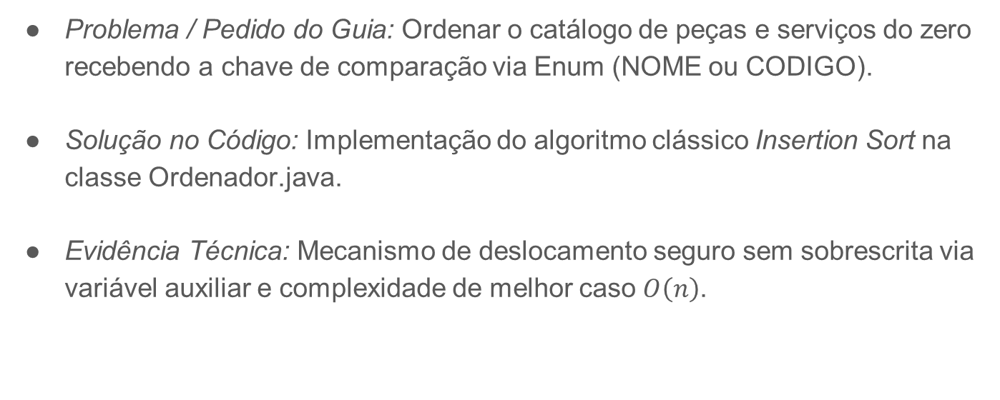 ● Problema / Pedido do Guia: Ordenar o catálogo de peças e serviços do zero
recebendo a chave de comparação via Enum (NOME ou CODIGO).
● Solução no Código: Implementação do algoritmo clássico Insertion Sort na
classe Ordenador.java.
● Evidência Técnica: Mecanismo de deslocamento seguro sem sobrescrita via
variável auxiliar e complexidade de melhor caso O(n).